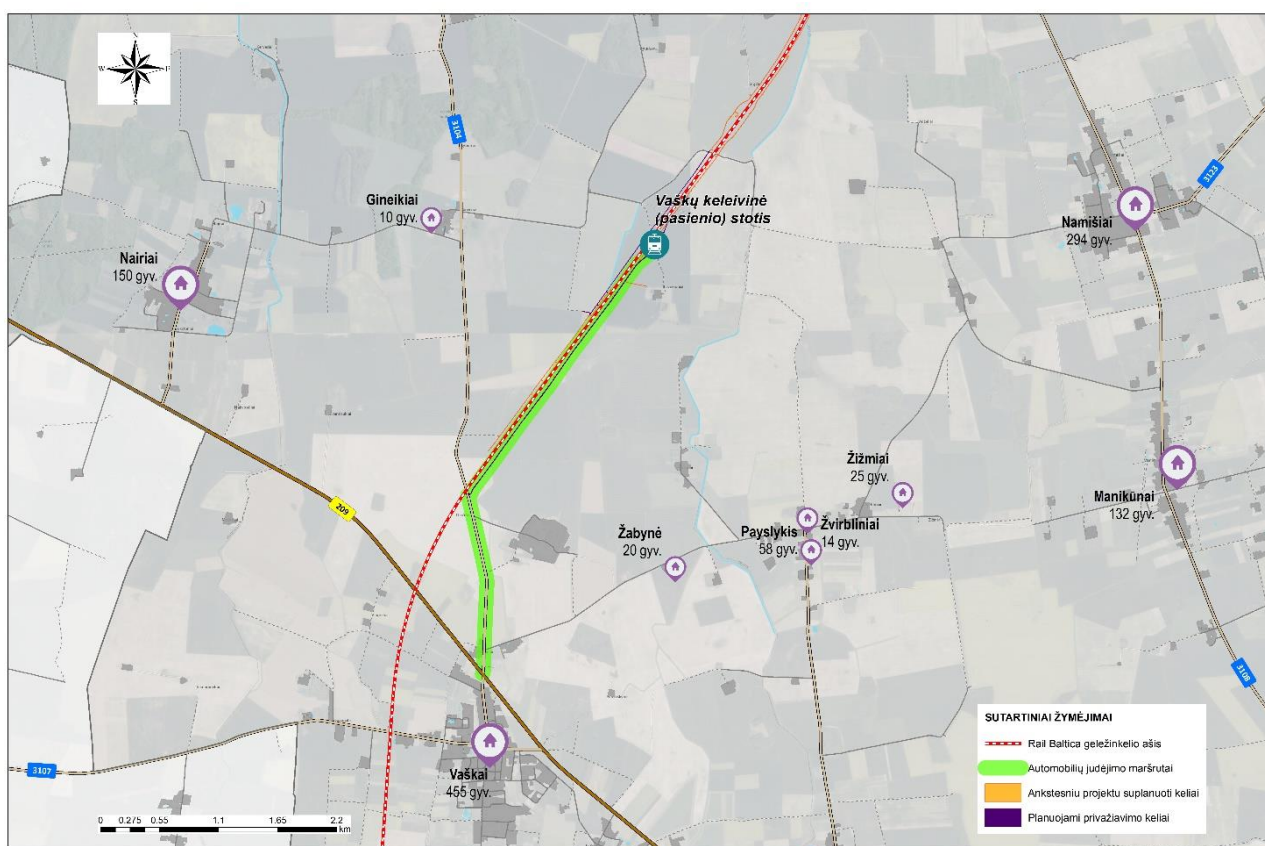 N
W
E
S
3104
3123
Gineikiai
10 gyv.
Vaškų keleivinė
(pasienio) stotis
Namišiai
294 gyv.
Nairiai
150 gyv.
209
Žižmiai
25 gyv.
Manikūnai
132 gyv.
Žabynė
20 gyv.
Payslykis
58 gyv.
Žvirbliniai
14 gyv.
3108
Vaškai
455 gyv.
3107
0 0.275 0.55 1.1 1.65 2.2
km
SUTARTINIAI ŽYMĖJIMAI
Rail Baltica geležinkelio ašis
Automobilių judėjimo maršrutai
Ankstesniu projektu suplanuoti keliai
Planuojami privažiavimo keliai